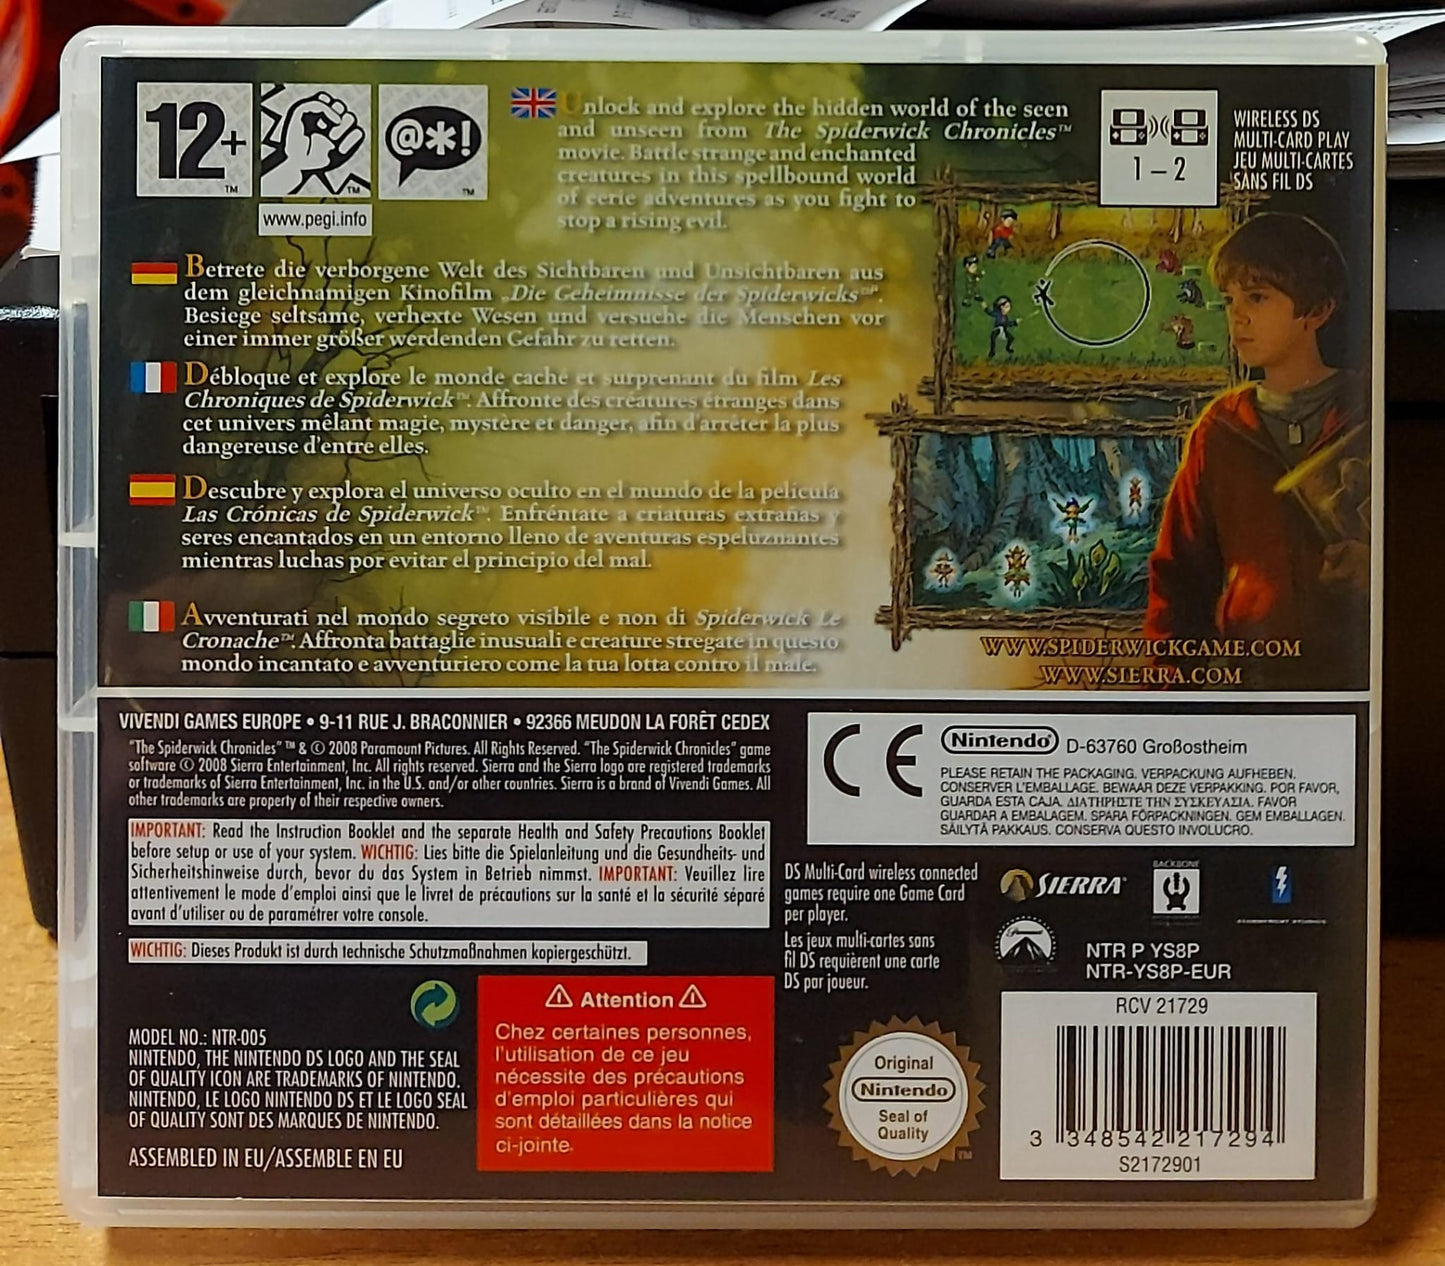 12+
TM
TM
@*!
TM
www.pegi.info
Unlock and explore the hidden world of the seen
and unseen from The Spiderwick Chronicles™
movie. Battle strange and enchanted
creatures in this spellbound world
of eerie adventures as you fight to
stop a rising evil.
1 – 2
WIRELESS DS
MULTI-CARD PLAY
JEU MULTI-CARTES
SANS FIL DS
Betrete die verborgene Welt des Sichtbaren und Unsichtbaren aus
dem gleichnamigen Kinofilm „Die Geheimnisse der Spiderwicks™“.
Besiege seltsame, verhexte Wesen und versuche die Menschen vor
einer immer größer werdenden Gefahr zu retten.
Débloque et explore le monde caché et surprenant du film Les
Chroniques de Spiderwick™. Affronte des créatures étranges dans
cet univers mêlant magie, mystère et danger, afin d'arrêter la plus
dangereuse d'entre elles.
Descubre y explora el universo oculto en el mundo de la película
Las Crónicas de Spiderwick™. Enfréntate a criaturas extrañas y
seres encantados en un entorno lleno de aventuras espeluznantes
mientras luchas por evitar el principio del mal.
Avventurati nel mondo segreto visibile e non di Spiderwick Le
Cronache™. Affronta battaglie inusuali e creature stregate in questo
mondo incantato e avventuriero come la tua lotta contro il male.
WWW.SPIDERWICKGAME.COM
WWW.SIERRA.COM
VIVENDI GAMES EUROPE • 9-11 RUE J. BRACONNIER • 92366 MEUDON LA FORÊT CEDEX
"The Spiderwick Chronicles" ™ & © 2008 Paramount Pictures. All Rights Reserved. "The Spiderwick Chronicles" game
software © 2008 Sierra Entertainment, Inc. All rights reserved. Sierra and the Sierra logo are registered trademarks
or trademarks of Sierra Entertainment, Inc. in the U.S. and/or other countries. Sierra is a brand of Vivendi Games. All
other trademarks are property of their respective owners.
IMPORTANT: Read the Instruction Booklet and the separate Health and Safety Precautions Booklet
before setup or use of your system. WICHTIG: Lies bitte die Spielanleitung und die Gesundheits- und
Sicherheitshinweise durch, bevor du das System in Betrieb nimmst. IMPORTANT: Veuillez lire
attentivement le mode d'emploi ainsi que le livret de précautions sur la santé et la sécurité séparé
avant d'utiliser ou de paramétrer votre console.
WICHTIG: Dieses Produkt ist durch technische Schutzmaßnahmen kopiergeschützt.
MODEL NO.: NTR-005
NINTENDO, THE NINTENDO DS LOGO AND THE SEAL
OF QUALITY ICON ARE TRADEMARKS OF NINTENDO.
NINTENDO, LE LOGO NINTENDO DS ET LE LOGO SEAL
OF QUALITY SONT DES MARQUES DE NINTENDO.
ASSEMBLED IN EU/ASSEMBLE EN EU
Attention
Chez certaines personnes,
l'utilisation de ce jeu
nécessite des précautions
d'emploi particulières qui
sont détaillées dans la notice
ci-jointe.
CE
Nintendo D-63760 Großostheim
PLEASE RETAIN THE PACKAGING. VERPACKUNG AUFHEBEN.
CONSERVER L'EMBALLAGE. BEWAAR DEZE VERPAKKING. POR FAVOR,
GUARDA ESTA CAJA. ΔΙΑΤΗΡΗΣΤΕ ΤΗΝ ΣΥΣΚΕΥΑΣΙΑ. FAVOR
GUARDAR A EMBALAGEM. SPARA FÖRPACKNINGEN. GEM EMBALLAGEN.
SÄILYTÄ PAKKAUS. CONSERVA QUESTO INVOLUCRO.
DS Multi-Card wireless connected
games require one Game Card
per player.
Les jeux multi-cartes sans
fil DS requièrent une carte
DS par joueur.
SIERRA
BACKBONE
Paramount
NTR P YS8P
NTR-YS8P-EUR
Original
Nintendo
Seal of
Quality
TM
RCV 21729
3 348542 217294
S2172901